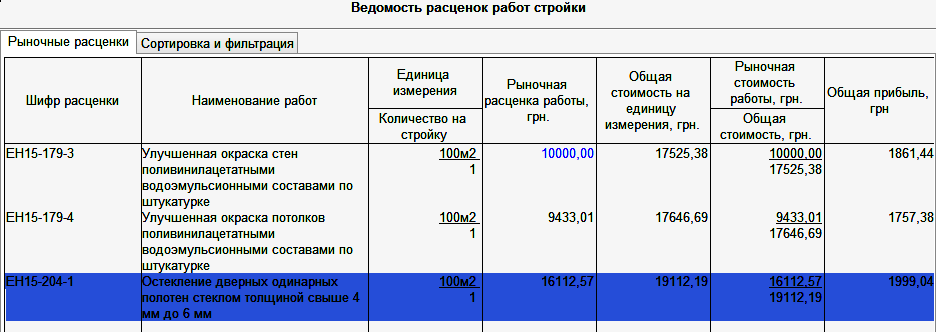 Ведомость расценок работ стройки
Рыночные расценки
Сортировка и фильтрация
Шифр расценки
Наименование работ
Единица
измерения
Количество на
стройку
Рыночная
расценка работы,
грн.
Общая
стоимость на
единицу
измерения, грн.
Рыночная
стоимость
работы, грн.
Общая
стоимость, грн.
Общая прибыль,
грн
ЕН15-179-3
Улучшенная окраска стен
поливинилацетатными
водоэмульсионными составами по
штукатурке
100м2
1
10000,00
17525,38
10000,00
17525,38
1861,44
ЕН15-179-4
Улучшенная окраска потолков
поливинилацетатными
водоэмульсионными составами по
штукатурке
100м2
1
9433,01
17646,69
9433,01
17646,69
1757,38
ЕН15-204-1
Остекление дверных одинарных
полотен стеклом толщиной свыше 4
мм до 6 мм
100м2
1
16112,57
19112,19
16112,57
19112,19
1999,04